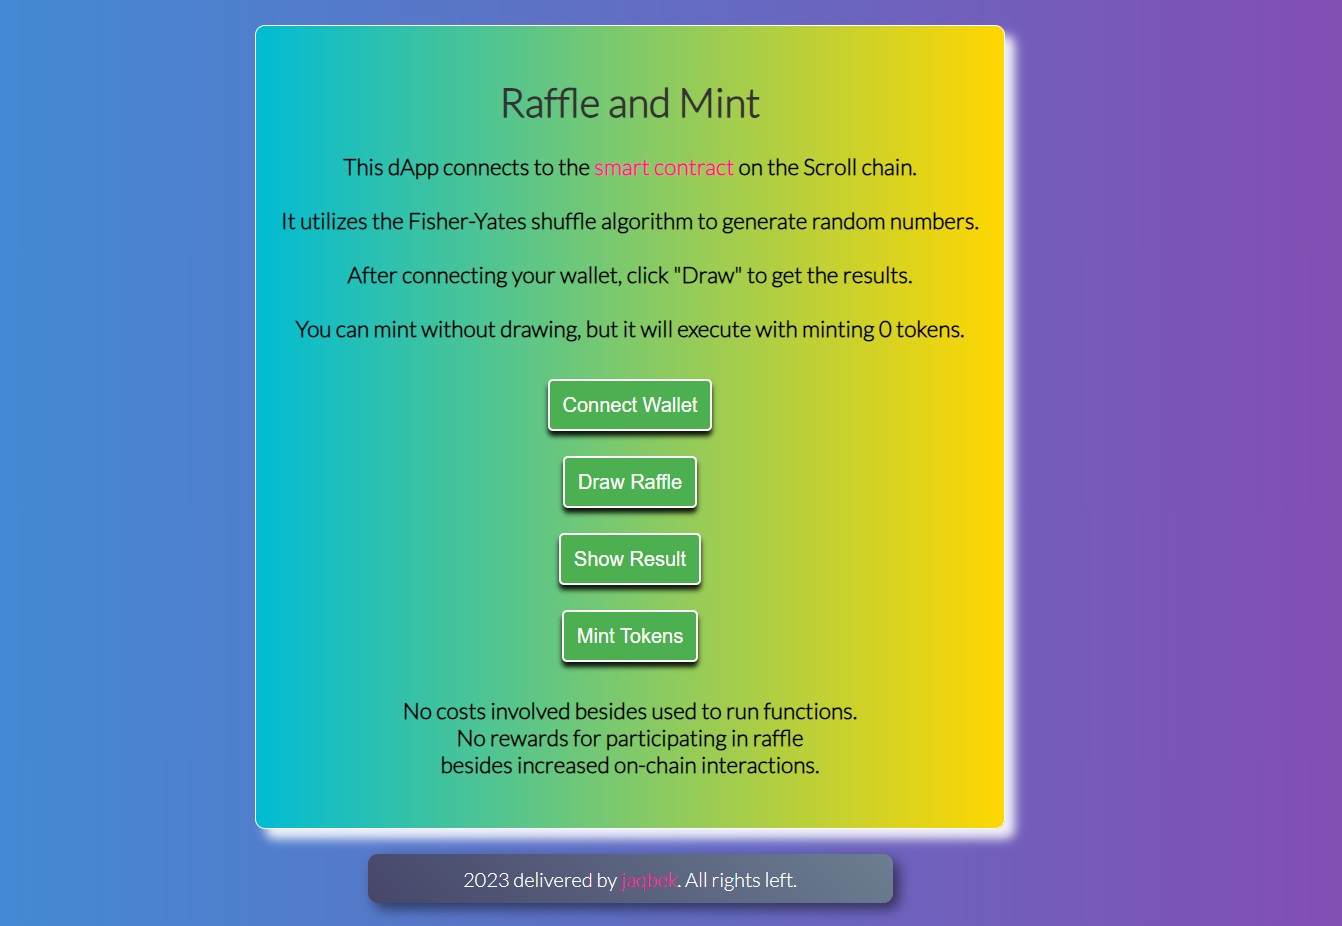 Raffle and Mint
This dApp connects to the smart contract on the Scroll chain.
It utilizes the Fisher-Yates shuffle algorithm to generate random numbers.
After connecting your wallet, click "Draw" to get the results.
You can mint without drawing, but it will execute with minting 0 tokens.
Connect Wallet
Draw Raffle
Show Result
Mint Tokens
No costs involved besides used to run functions.
No rewards for participating in raffle
besides increased on-chain interactions.
2023 delivered by jaqbek. All rights left.